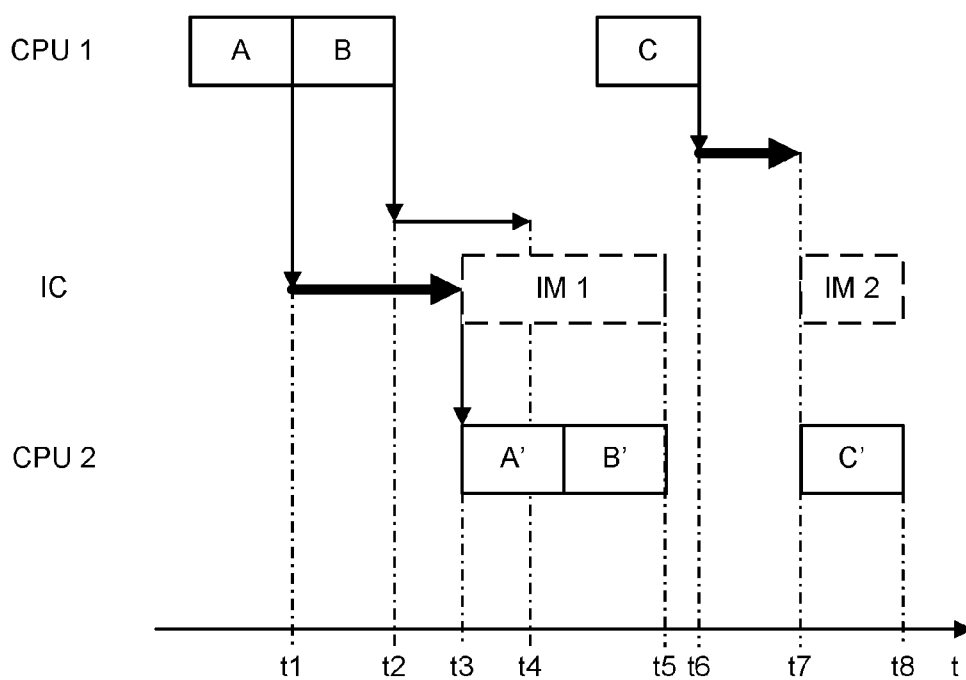 CPU 1 A B C
IC IM 1 IM 2
CPU 2 A’ B’ C’
t1 t2 t3 t4 t5 t6 t7 t8 t